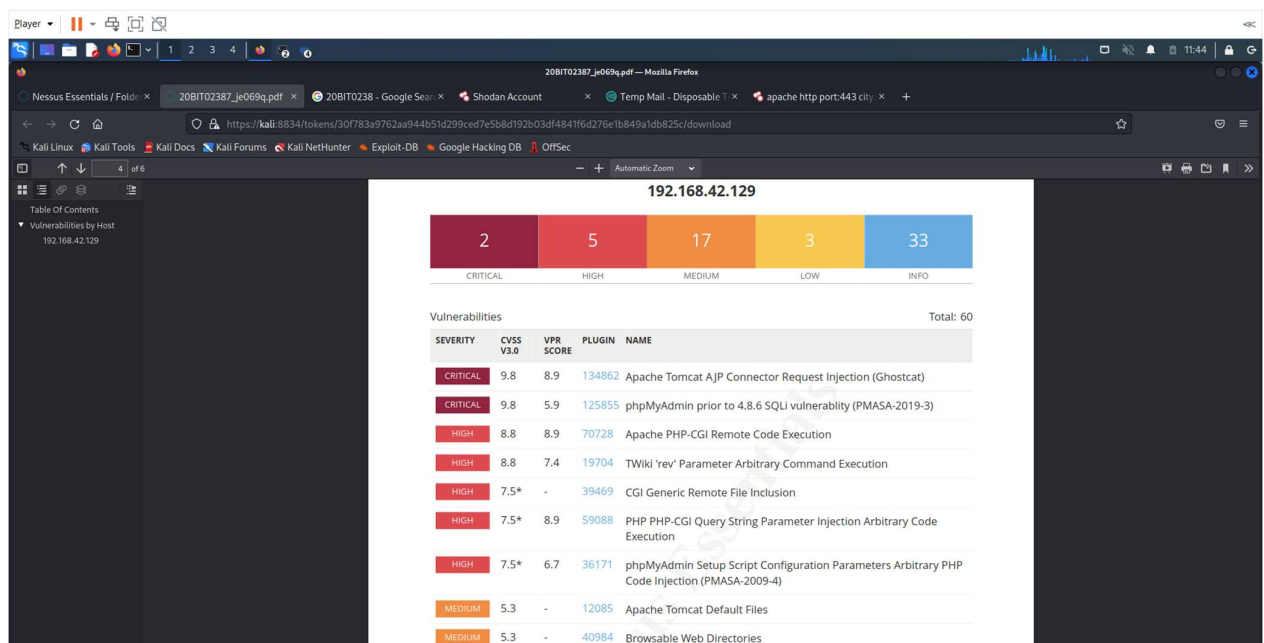 Player
1 2 3 4 11:44
20BIT02387_je069q.pdf — Mozilla Firefox
Nessus Essentials / Folde 20BIT02387_je069q.pdf 20BIT0238 - Google Sear Shodan Account Temp Mail - Disposable T apache http port:443 city: +
https://kali:8834/tokens/30f783a9762aa944b51d299ced7e5b8d192b03df4841f6d276e1b849a1db825c/download
Kali Linux Kali Tools Kali Docs Kali Forums Kali NetHunter Exploit-DB Google Hacking DB OffSec
4 of 6 − + Automatic Zoom
Table Of Contents
Vulnerabilities by Host
192.168.42.129
192.168.42.129
2 5 17 3 33
CRITICAL HIGH MEDIUM LOW INFO
Vulnerabilities Total: 60
SEVERITY CVSS V3.0 VPR SCORE PLUGIN NAME
CRITICAL 9.8 8.9 134862 Apache Tomcat AJP Connector Request Injection (Ghostcat)
CRITICAL 9.8 5.9 125855 phpMyAdmin prior to 4.8.6 SQLi vulnerablity (PMASA-2019-3)
HIGH 8.8 8.9 70728 Apache PHP-CGI Remote Code Execution
HIGH 8.8 7.4 19704 TWiki 'rev' Parameter Arbitrary Command Execution
HIGH 7.5* - 39469 CGI Generic Remote File Inclusion
HIGH 7.5* 8.9 59088 PHP PHP-CGI Query String Parameter Injection Arbitrary Code
Execution
HIGH 7.5* 6.7 36171 phpMyAdmin Setup Script Configuration Parameters Arbitrary PHP
Code Injection (PMASA-2009-4)
MEDIUM 5.3 - 12085 Apache Tomcat Default Files
MEDIUM 5.3 - 40984 Browsable Web Directories